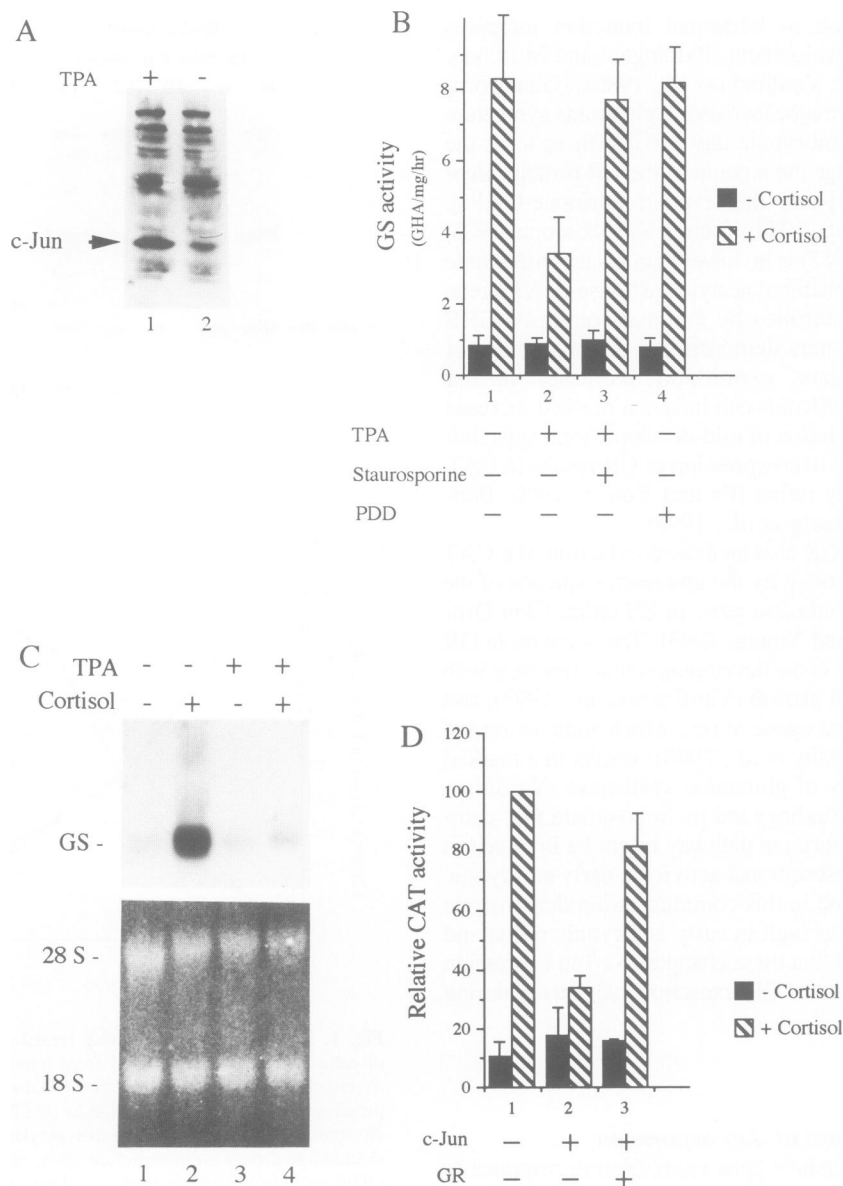 A
TPA + -
c-Jun
1 2
B
GS activity
(GHA/mg/hr)
8
6
4
2
0
- Cortisol
+ Cortisol
1 2 3 4
TPA — + + —
Staurosporine — — + —
PDD — — — +
C
TPA - - + +
Cortisol - + - +
GS -
28 S -
18 S -
1 2 3 4
D
Relative CAT activity
120
100
80
60
40
20
0
- Cortisol
+ Cortisol
1 2 3
c-Jun — + +
GR — — +